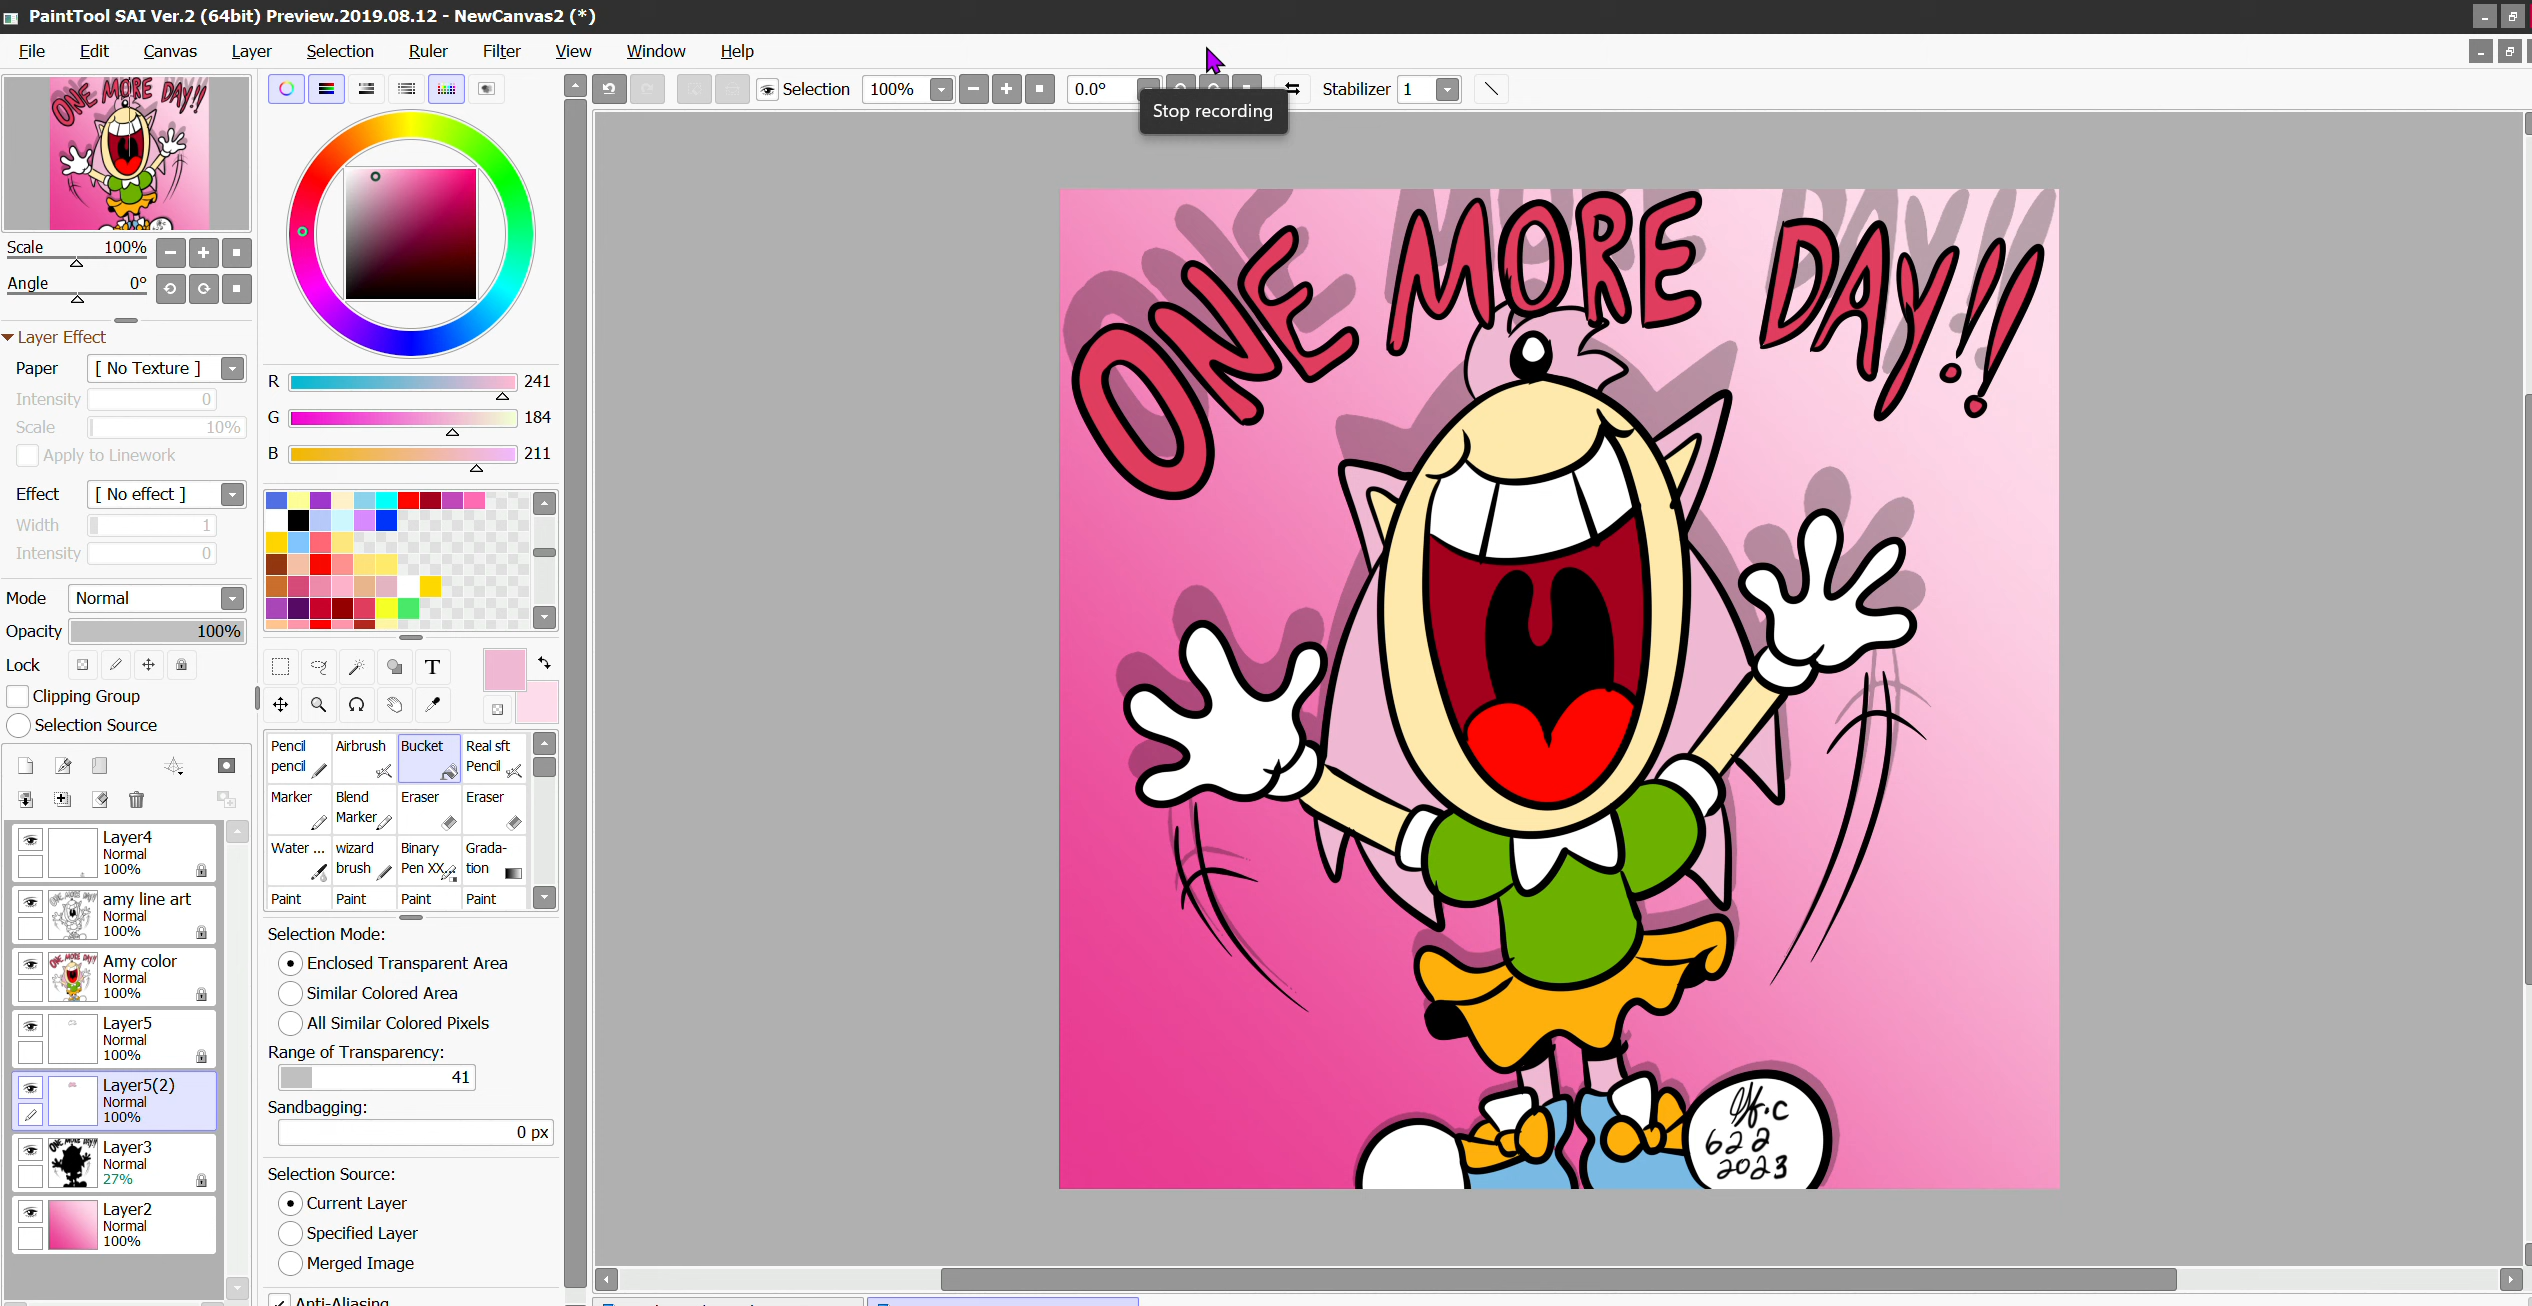 PaintTool SAI Ver.2 (64bit) Preview.2019.08.12 - NewCanvas2 (*)
File Edit Canvas Layer Selection Ruler Filter View Window Help
Selection 100% 0.0° Stabilizer 1
Stop recording
Scale 100%
Angle 0°
Layer Effect
Paper [ No Texture ]
Intensity 0
Scale 10%
Apply to Linework
Effect [ No effect ]
Width 1
Intensity 0
Mode Normal
Opacity 100%
Lock
Clipping Group
Selection Source
Layer4
Normal
100%
amy line art
Normal
100%
Amy color
Normal
100%
Layer5
Normal
100%
Layer5(2)
Normal
100%
Layer3
Normal
27%
Layer2
Normal
100%
R 241
G 184
B 211
T
Pencil pencil
Airbrush
Bucket
Real sft Pencil
Marker
Blend Marker
Eraser
Eraser
Water ...
wizard brush
Binary Pen XX
Grada-tion
Paint Paint Paint Paint
Selection Mode:
Enclosed Transparent Area
Similar Colored Area
All Similar Colored Pixels
Range of Transparency:
41
Sandbagging:
0 px
Selection Source:
Current Layer
Specified Layer
Merged Image
Anti-Aliasing
ONE MORE DAY!!
622
2023